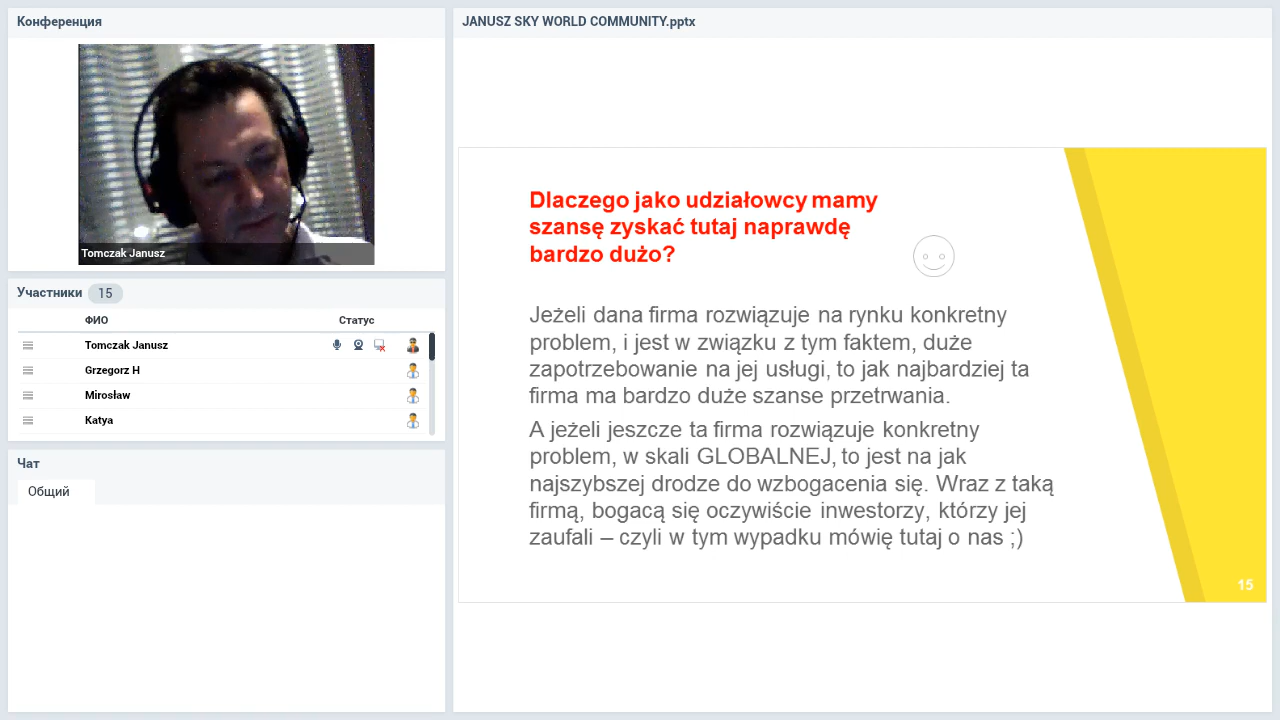 Конференция
Tomczak Janusz
Участники 15
ФИО Статус
Tomczak Janusz
Grzegorz H
Mirosław
Katya
Чат
Общий
JANUSZ SKY WORLD COMMUNITY.pptx
Dlaczego jako udziałowcy mamy
szansę zyskać tutaj naprawdę
bardzo dużo?
Jeżeli dana firma rozwiązuje na rynku konkretny
problem, i jest w związku z tym faktem, duże
zapotrzebowanie na jej usługi, to jak najbardziej ta
firma ma bardzo duże szanse przetrwania.
A jeżeli jeszcze ta firma rozwiązuje konkretny
problem, w skali GLOBALNEJ, to jest na jak
najszybszej drodze do wzbogacenia się. Wraz z taką
firmą, bogacą się oczywiście inwestorzy, którzy jej
zaufali – czyli w tym wypadku mówię tutaj o nas ;)
15